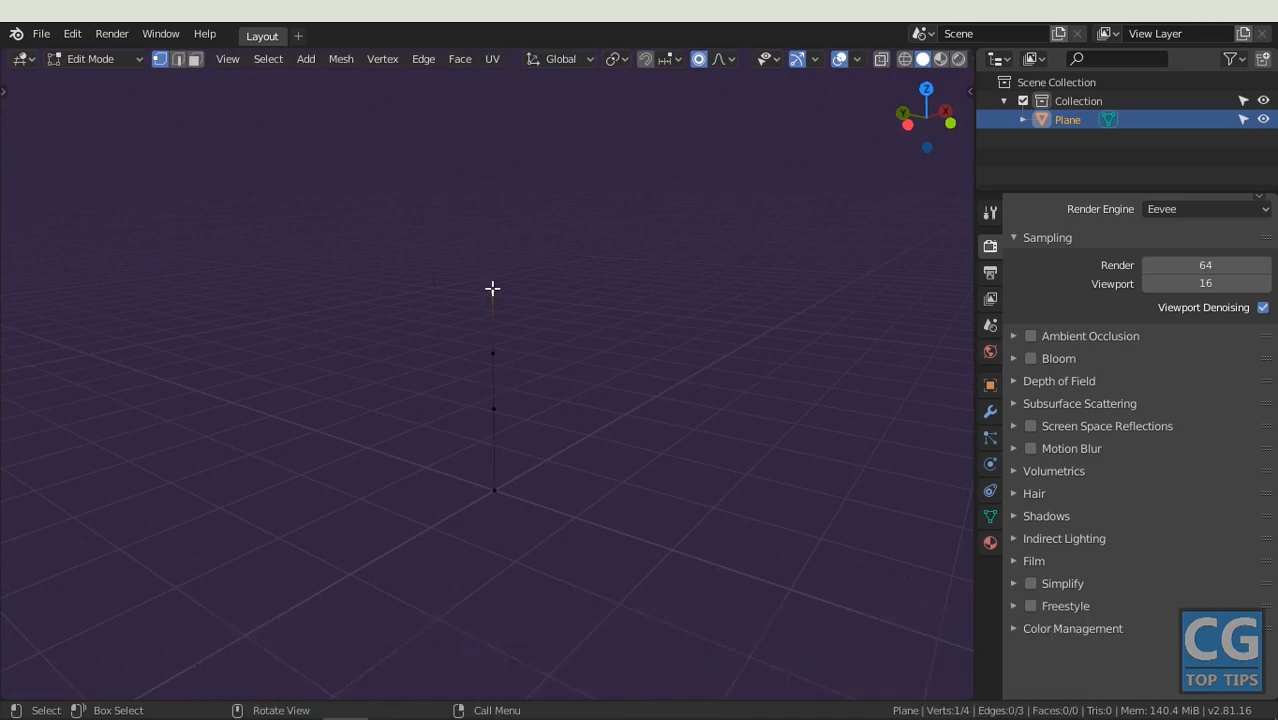 File Edit Render Window Help Layout + Scene View Layer
Edit Mode View Select Add Mesh Vertex Edge Face UV Global
Z
Y
X
Scene Collection
Collection
Plane
Render Engine Eevee
Sampling
Render 64
Viewport 16
Viewport Denoising
Ambient Occlusion
Bloom
Depth of Field
Subsurface Scattering
Screen Space Reflections
Motion Blur
Volumetrics
Hair
Shadows
Indirect Lighting
Film
Simplify
Freestyle
Color Management
CG
TOP TIPS
Select Box Select Rotate View Call Menu Plane | Verts:1/4 | Edges:0/3 | Faces:0/0 | Tris:0 | Mem: 140.4 MiB | v2.81.16